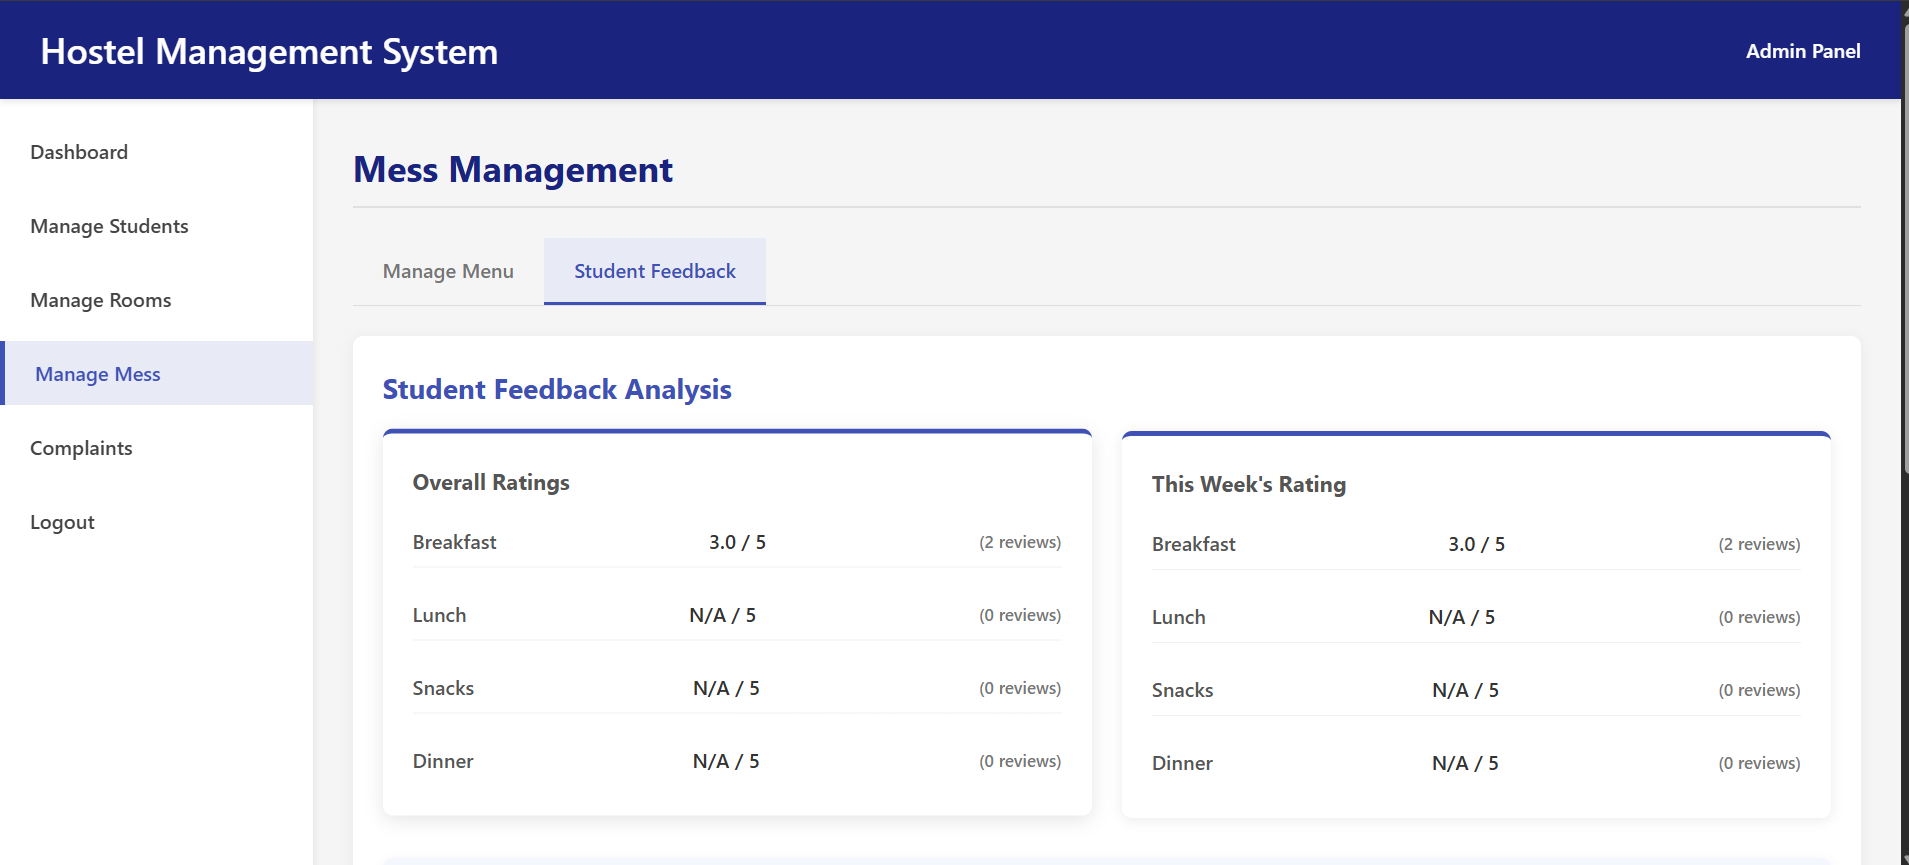 Hostel Management System
Admin Panel
Dashboard
Manage Students
Manage Rooms
Manage Mess
Complaints
Logout
Mess Management
Manage Menu
Student Feedback
Student Feedback Analysis
Overall Ratings
Breakfast 3.0 / 5 (2 reviews)
Lunch N/A / 5 (0 reviews)
Snacks N/A / 5 (0 reviews)
Dinner N/A / 5 (0 reviews)
This Week's Rating
Breakfast 3.0 / 5 (2 reviews)
Lunch N/A / 5 (0 reviews)
Snacks N/A / 5 (0 reviews)
Dinner N/A / 5 (0 reviews)